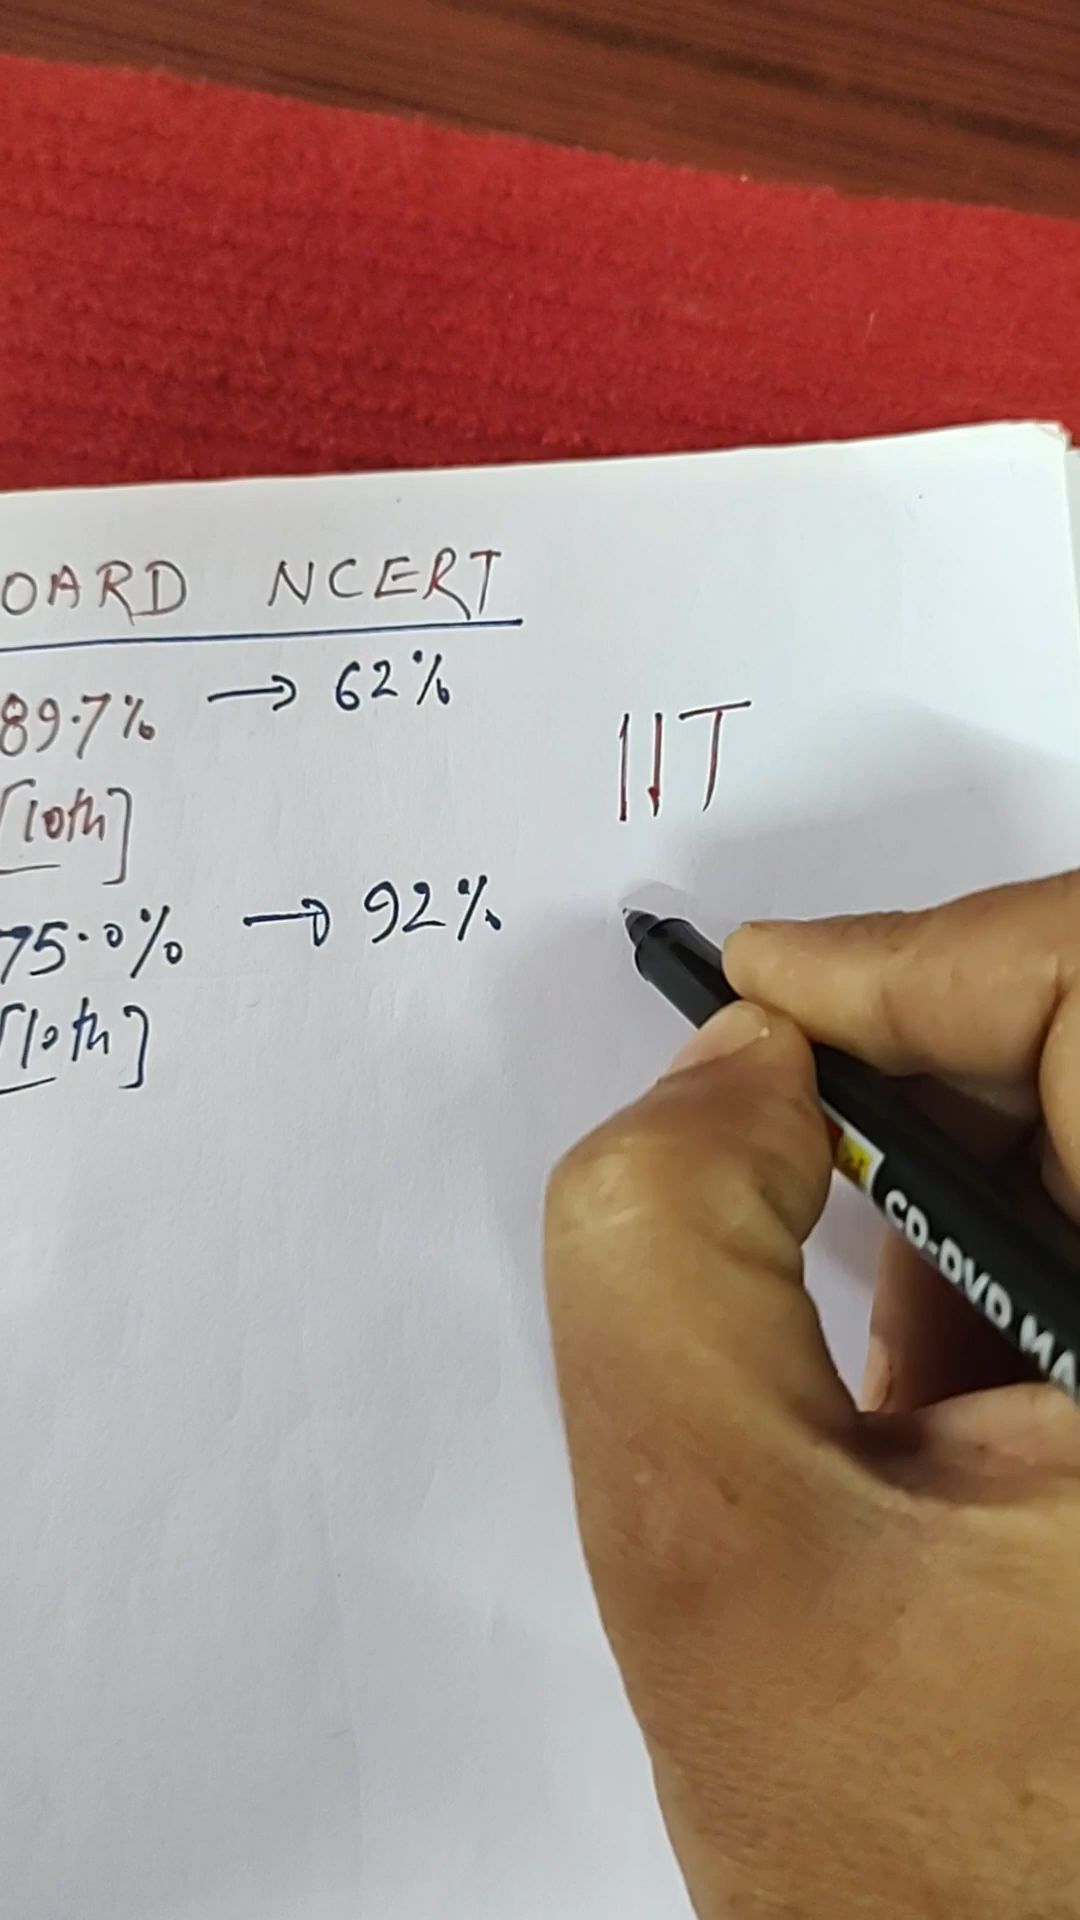 OARD NCERT
89.7% → 62%
[10th]
75.0% → 92%
[10th]
IIT
CD-DVD MA